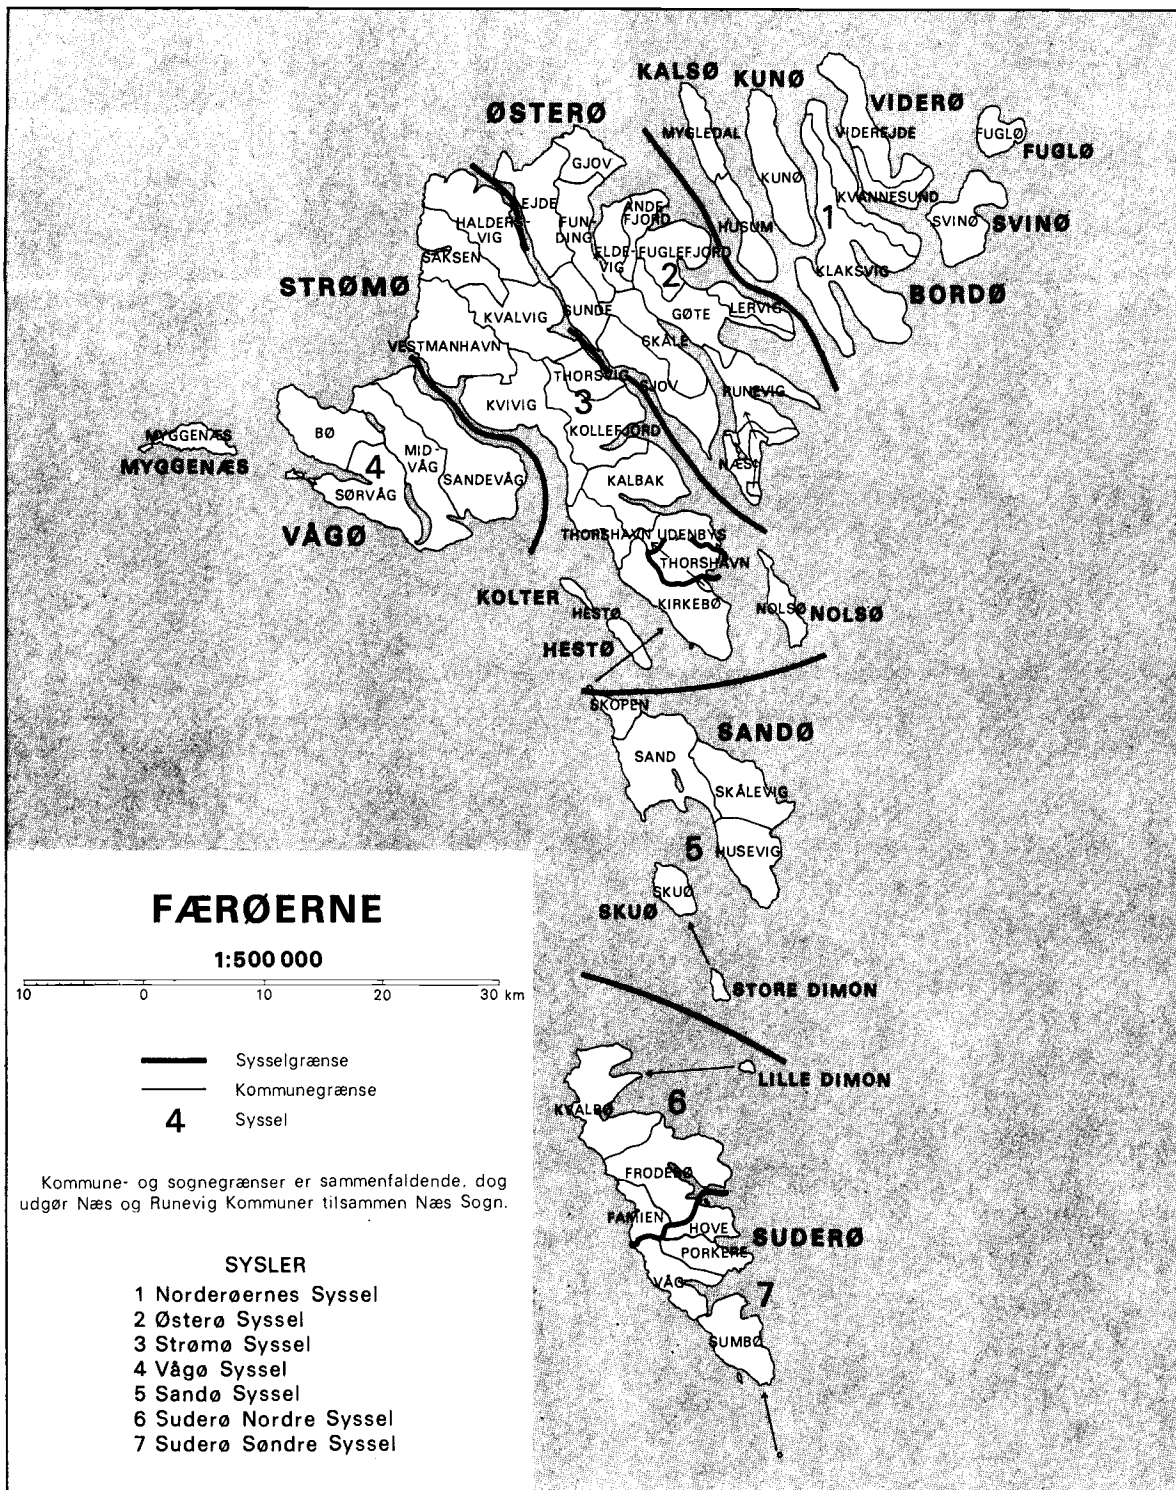 KALSØ
KUNØ
VIDERØ
ØSTERØ
FUGLØ
FUGLØ
MYGLEDAL
VIDEREJDE
GJOV
KUNØ
KVANNESUND
EJDE
ANDE-
FJORD
HALDERS-
VIG
FUN-
DING
HUSUM
1
SVINØ
SVINØ
ELDE-
VIG
FUGLEFJORD
SAKSEN
2
KLAKSVIG
STRØMØ
BORDØ
KVALVIG
SUNDE
GØTE
LERVIG
VESTMANHAVN
SKÅLE
THORSVIG
SJOV
RUNEVIG
KVIVIG
3
MYGGENÆS
MYGGENÆS
BØ
KOLLEFJORD
MID-
VÅG
4
NÆS
SANDEVÅG
KALBAK
SØRVÅG
VÅGØ
THORSHAVN UDENBYS
THORSHAVN
KOLTER
KIRKEBØ
HESTØ
NOLSØ
NOLSØ
HESTØ
SKOPEN
SANDØ
SAND
SKÅLEVIG
5
HUSEVIG
SKUØ
SKUØ
STORE DIMON
LILLE DIMON
KVALBØ
6
FRODEBØ
FAMIEN
HOVE
SUDERØ
PORKERE
VÅG
7
SUMBØ
FÆRØERNE
1:500 000
10 0 10 20 30 km
Sysselgrænse
Kommunegrænse
4 Syssel
Kommune- og sognegrænser er sammenfaldende, dog
udgør Næs og Runevig Kommuner tilsammen Næs Sogn.
SYSLER
1 Norderøernes Syssel
2 Østerø Syssel
3 Strømø Syssel
4 Vågø Syssel
5 Sandø Syssel
6 Suderø Nordre Syssel
7 Suderø Søndre Syssel